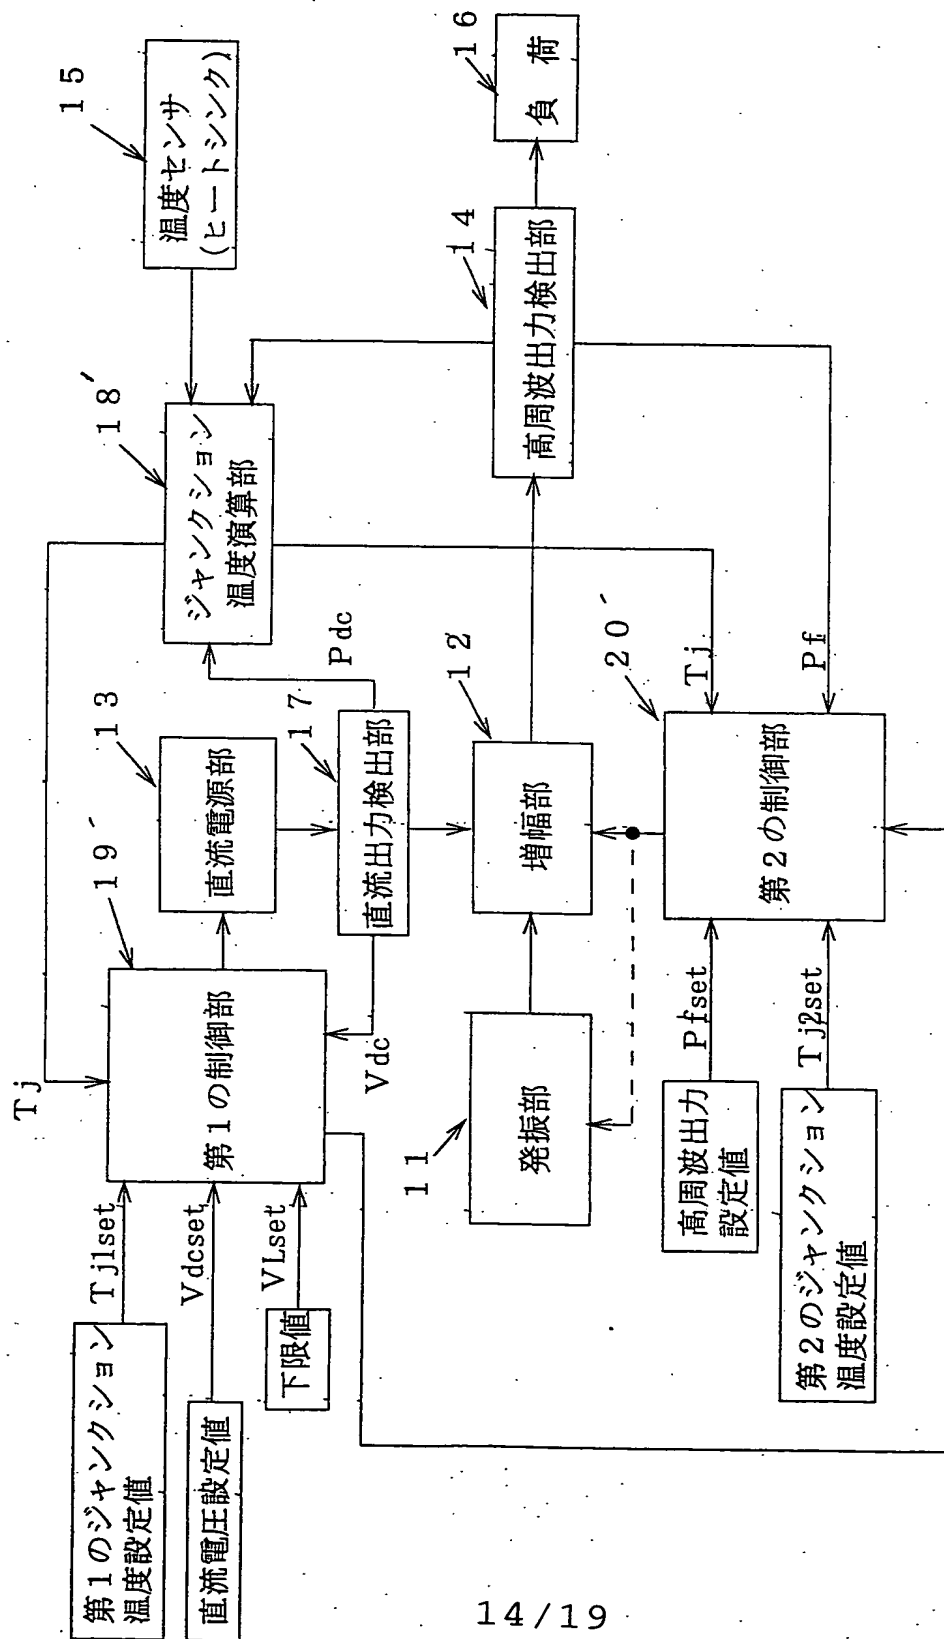 第1のジャンクション
温度設定値
Tj1set
直流電圧設定値
Vdcset
下限値
VLset
Tj
第1の制御部
19´
直流電源部
13
Vdc
直流出力検出部
17
Pdc
ジャンクション
温度演算部
18´
温度センサ
(ヒートシンク)
15
発振部
11
増幅部
12
高周波出力検出部
14
負 荷
16
高周波出力
設定値
Pfset
第2のジャンクション
温度設定値
Tj2set
第2の制御部
20´
Tj
Pf
14/19